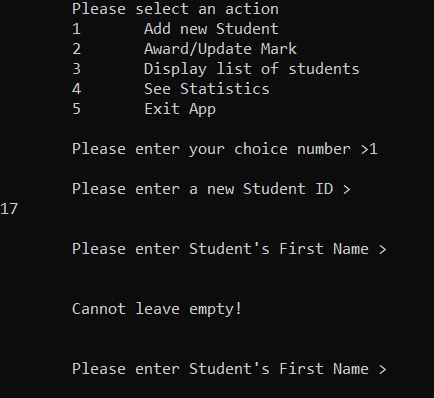 Please select an action
1 Add new Student
2 Award/Update Mark
3 Display list of students
4 See Statistics
5 Exit App
Please enter your choice number >1
Please enter a new Student ID >
17
Please enter Student's First Name >
Cannot leave empty!
Please enter Student's First Name >